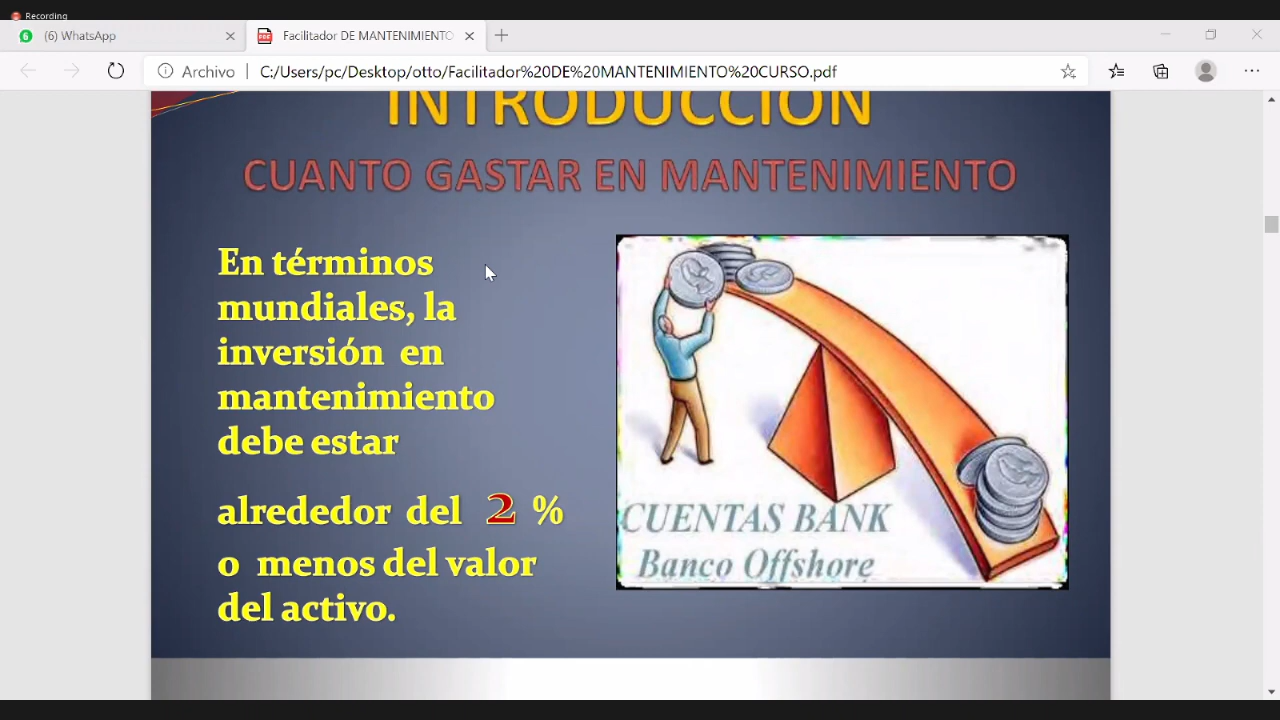 Recording
(6) WhatsApp
Facilitador DE MANTENIMIENTO
Archivo
C:/Users/pc/Desktop/otto/Facilitador%20DE%20MANTENIMIENTO%20CURSO.pdf
INTRODUCCIÓN
CUANTO GASTAR EN MANTENIMIENTO
En términos
mundiales, la
inversión en
mantenimiento
debe estar
alrededor del 2 %
o menos del valor
del activo.
CUENTAS BANK
Banco Offshore